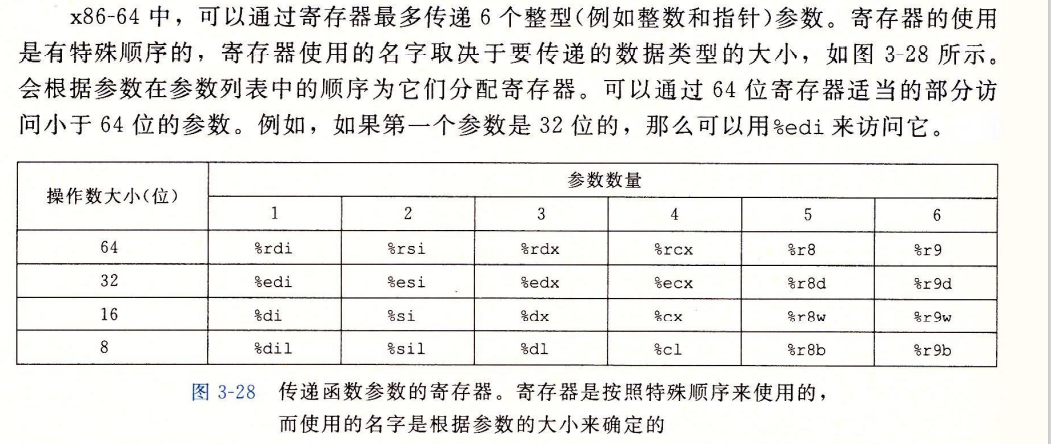 x86-64 中，可以通过寄存器最多传递 6 个整型(例如整数和指针)参数。寄存器的使用
是有特殊顺序的，寄存器使用的名字取决于要传递的数据类型的大小，如图 3-28 所示。
会根据参数在参数列表中的顺序为它们分配寄存器。可以通过 64 位寄存器适当的部分访
问小于 64 位的参数。例如，如果第一个参数是 32 位的，那么可以用%edi 来访问它。
操作数大小(位) 参数数量
1 2 3 4 5 6
64 %rdi %rsi %rdx %rcx %r8 %r9
32 %edi %esi %edx %ecx %r8d %r9d
16 %di %si %dx %cx %r8w %r9w
8 %dil %sil %dl %cl %r8b %r9b
图 3-28 传递函数参数的寄存器。寄存器是按照特殊顺序来使用的，
而使用的名字是根据参数的大小来确定的